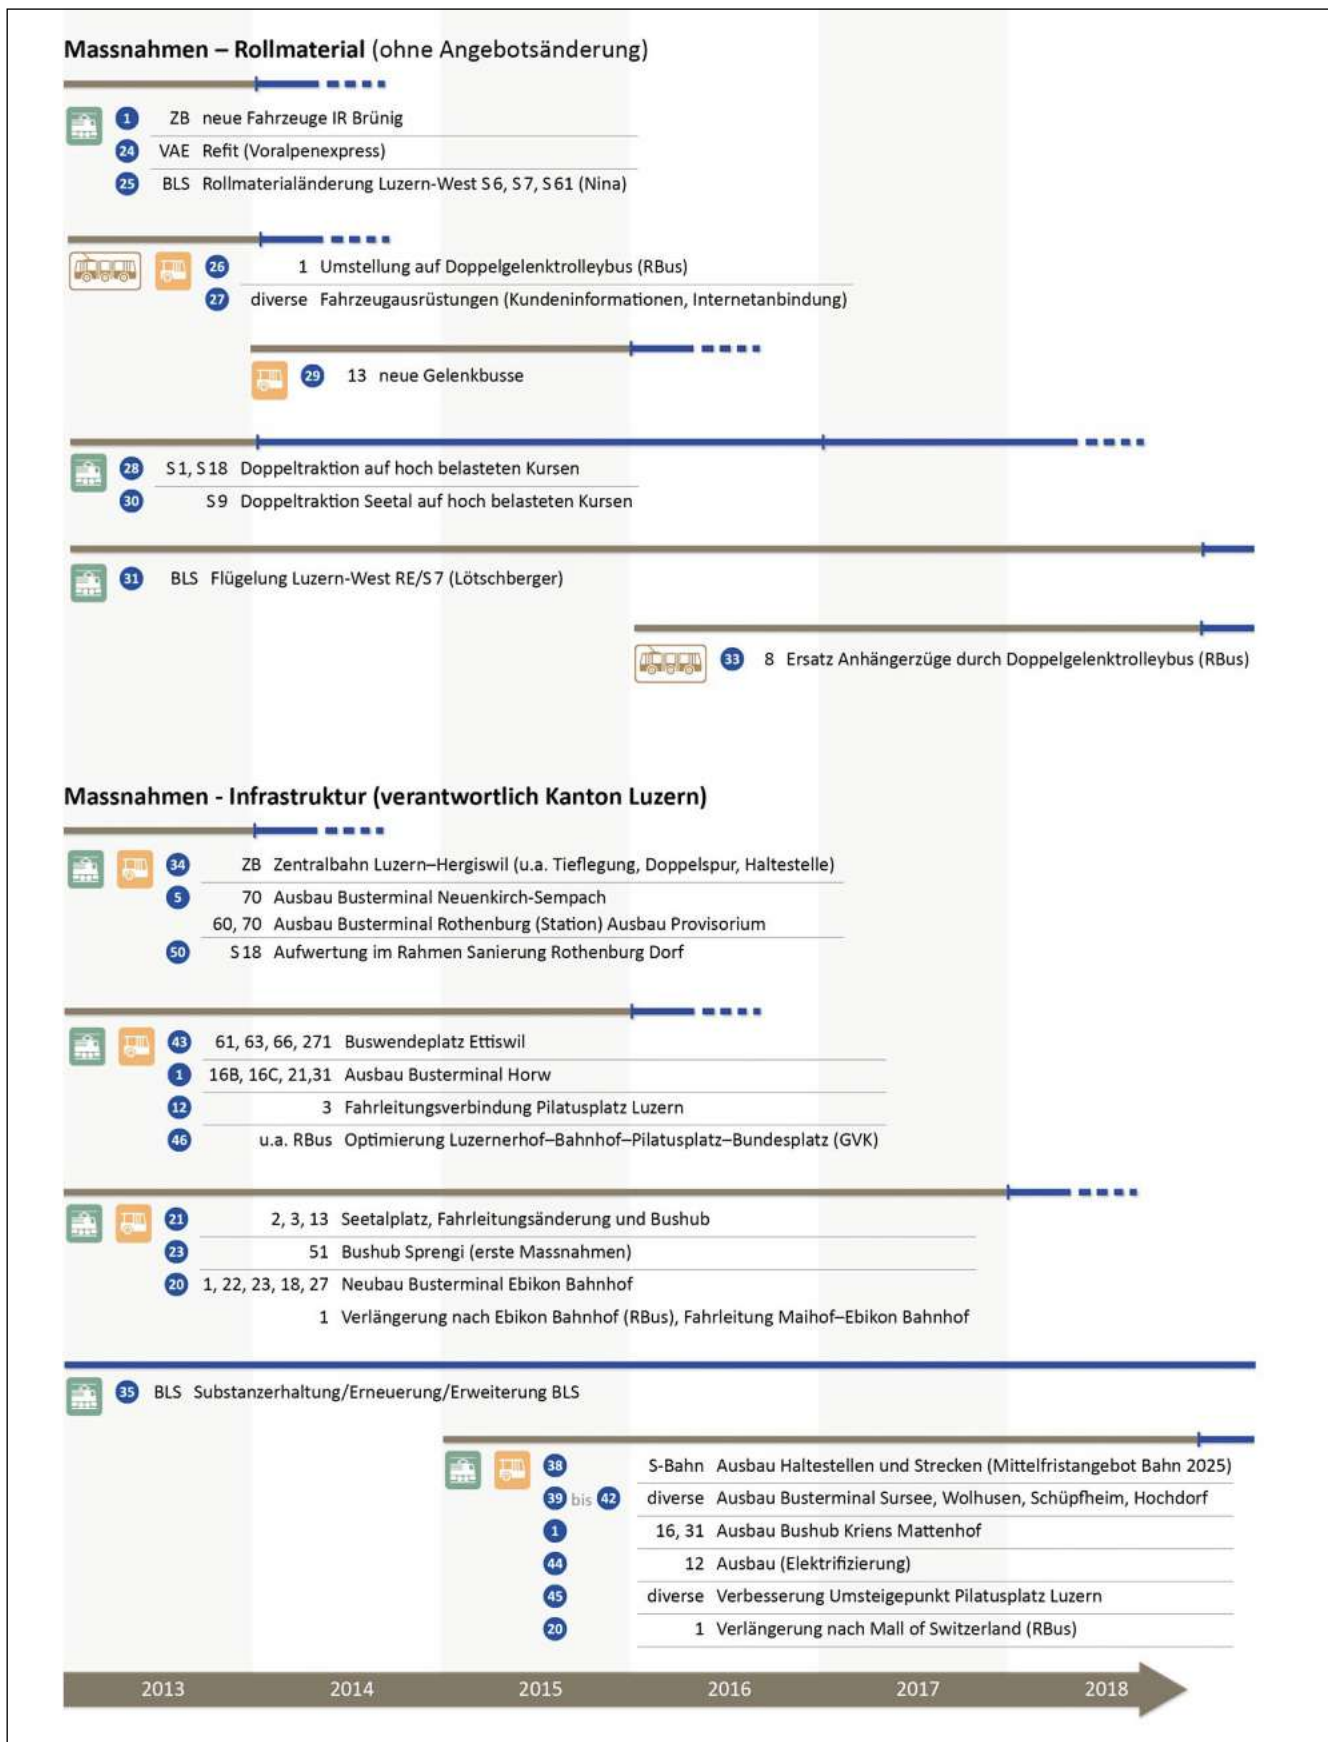 Massnahmen – Rollmaterial (ohne Angebotsänderung)
1 ZB neue Fahrzeuge IR Brünig
24 VAE Refit (Voralpenexpress)
25 BLS Rollmaterialänderung Luzern-West S6, S7, S61 (Nina)
26 1 Umstellung auf Doppelgelenktrolleybus (RBus)
27 diverse Fahrzeugausrüstungen (Kundeninformationen, Internetanbindung)
29 13 neue Gelenkbusse
28 S1, S18 Doppeltraktion auf hoch belasteten Kursen
30 S9 Doppeltraktion Seetal auf hoch belasteten Kursen
31 BLS Flügelung Luzern-West RE/S7 (Lötschberger)
33 8 Ersatz Anhängerzüge durch Doppelgelenktrolleybus (RBus)
Massnahmen - Infrastruktur (verantwortlich Kanton Luzern)
34 ZB Zentralbahn Luzern–Hergiswil (u.a. Tieflegung, Doppelspur, Haltestelle)
5 70 Ausbau Busterminal Neuenkirch-Sempach
60, 70 Ausbau Busterminal Rothenburg (Station) Ausbau Provisorium
50 S18 Aufwertung im Rahmen Sanierung Rothenburg Dorf
43 61, 63, 66, 271 Buswendeplatz Ettiswil
1 16B, 16C, 21,31 Ausbau Busterminal Horw
12 3 Fahrleitungsverbindung Pilatusplatz Luzern
46 u.a. RBus Optimierung Luzernerhof–Bahnhof–Pilatusplatz–Bundesplatz (GVK)
21 2, 3, 13 Seetalplatz, Fahrleitungsänderung und Bushub
23 51 Bushub Sprengi (erste Massnahmen)
20 1, 22, 23, 18, 27 Neubau Busterminal Ebikon Bahnhof
1 Verlängerung nach Ebikon Bahnhof (RBus), Fahrleitung Maihof–Ebikon Bahnhof
35 BLS Substanzerhaltung/Erneuerung/Erweiterung BLS
38 S-Bahn Ausbau Haltestellen und Strecken (Mittelfristangebot Bahn 2025)
39 bis 42 diverse Ausbau Busterminal Sursee, Wolhusen, Schüpfheim, Hochdorf
1 16, 31 Ausbau Bushub Kriens Mattenhof
44 12 Ausbau (Elektrifizierung)
45 diverse Verbesserung Umsteigepunkt Pilatusplatz Luzern
20 1 Verlängerung nach Mall of Switzerland (RBus)
2013 2014 2015 2016 2017 2018